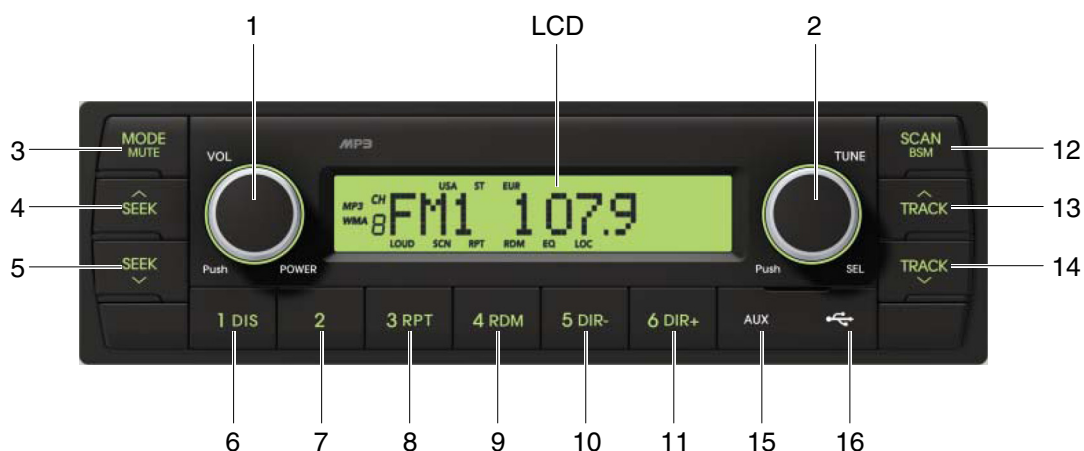 1 LCD 2
3 MODE MUTE
VOL MP3 TUNE
SCAN BSM 12
4 SEEK
USA ST EUR
MP3 WMA CH 8 FM1 107.9
LOUD SCN RPT RDM EQ LOC
TRACK 13
5 SEEK
Push POWER
Push SEL
TRACK 14
1 DIS 2 3 RPT 4 RDM 5 DIR- 6 DIR+ AUX
6 7 8 9 10 11 15 16